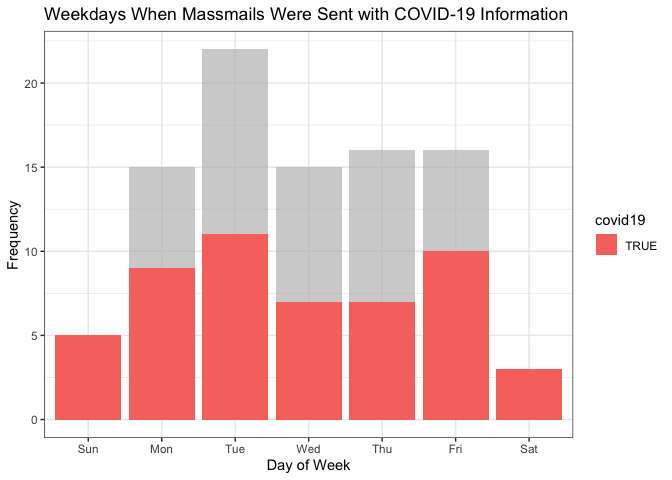 Weekdays When Massmails Were Sent with COVID-19 Information
20
15
10
5
0
Frequency
Sun Mon Tue Wed Thu Fri Sat
Day of Week
covid19
TRUE